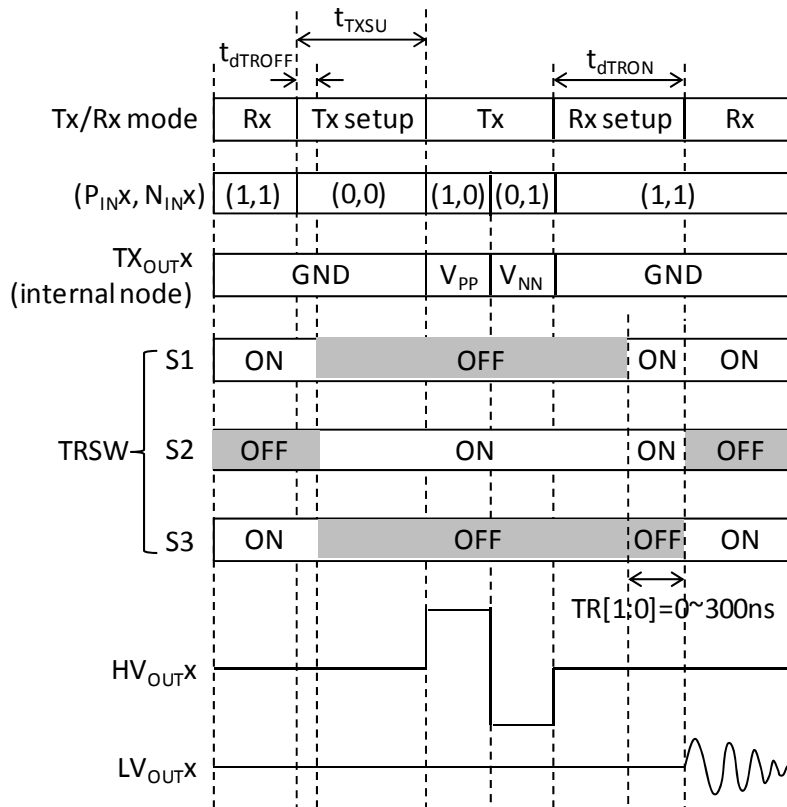 tTXSU
tdTROFF
tdTRON
Tx/Rx mode Rx Tx setup Tx Rx setup Rx
(PINx, NINx) (1,1) (0,0) (1,0) (0,1) (1,1)
TXOUTx
(internal node) GND VPP VNN GND
S1 ON OFF ON ON
TRSW S2 OFF ON ON OFF
S3 ON OFF OFF ON
TR[1:0]=0~300ns
HVOUTx
LVOUTx